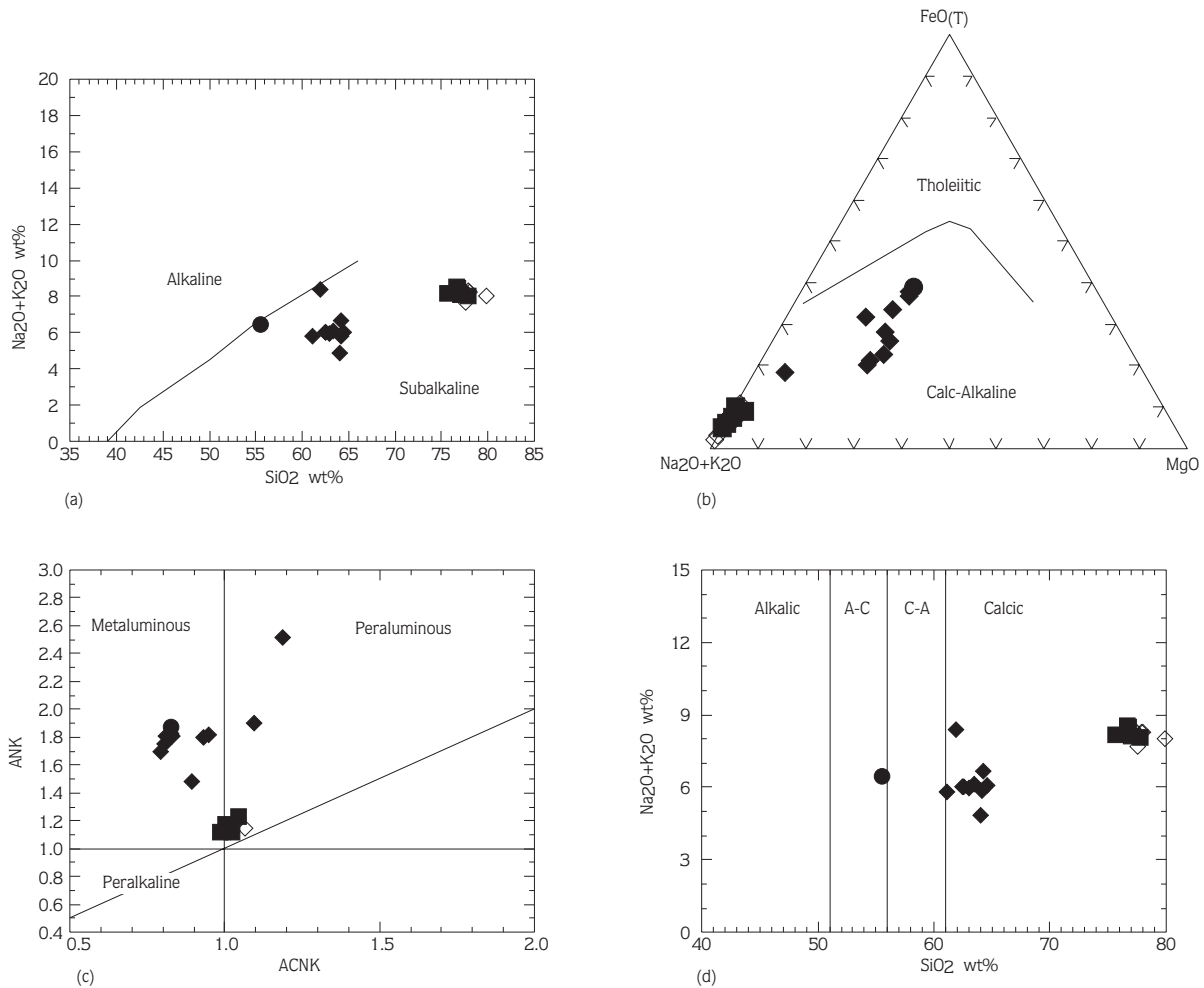 20
18
16
14
12
10
8
6
4
2
0
Na2O+K2O wt%
Alkaline
Subalkaline
35 40 45 50 55 60 65 70 75 80 85
SiO2 wt%
(a)
FeO(T)
Tholeiitic
Calc-Alkaline
Na2O+K2O
MgO
(b)
3.0
2.8
2.6
2.4
2.2
2.0
1.8
1.6
1.4
1.2
1.0
0.8
0.6
0.4
ANK
Metaluminous
Peraluminous
Peralkaline
0.5 1.0 1.5 2.0
ACNK
(c)
15
12
9
6
3
0
Na2O+K2O wt%
Alkalic A-C C-A Calcic
40 50 60 70 80
SiO2 wt%
(d)